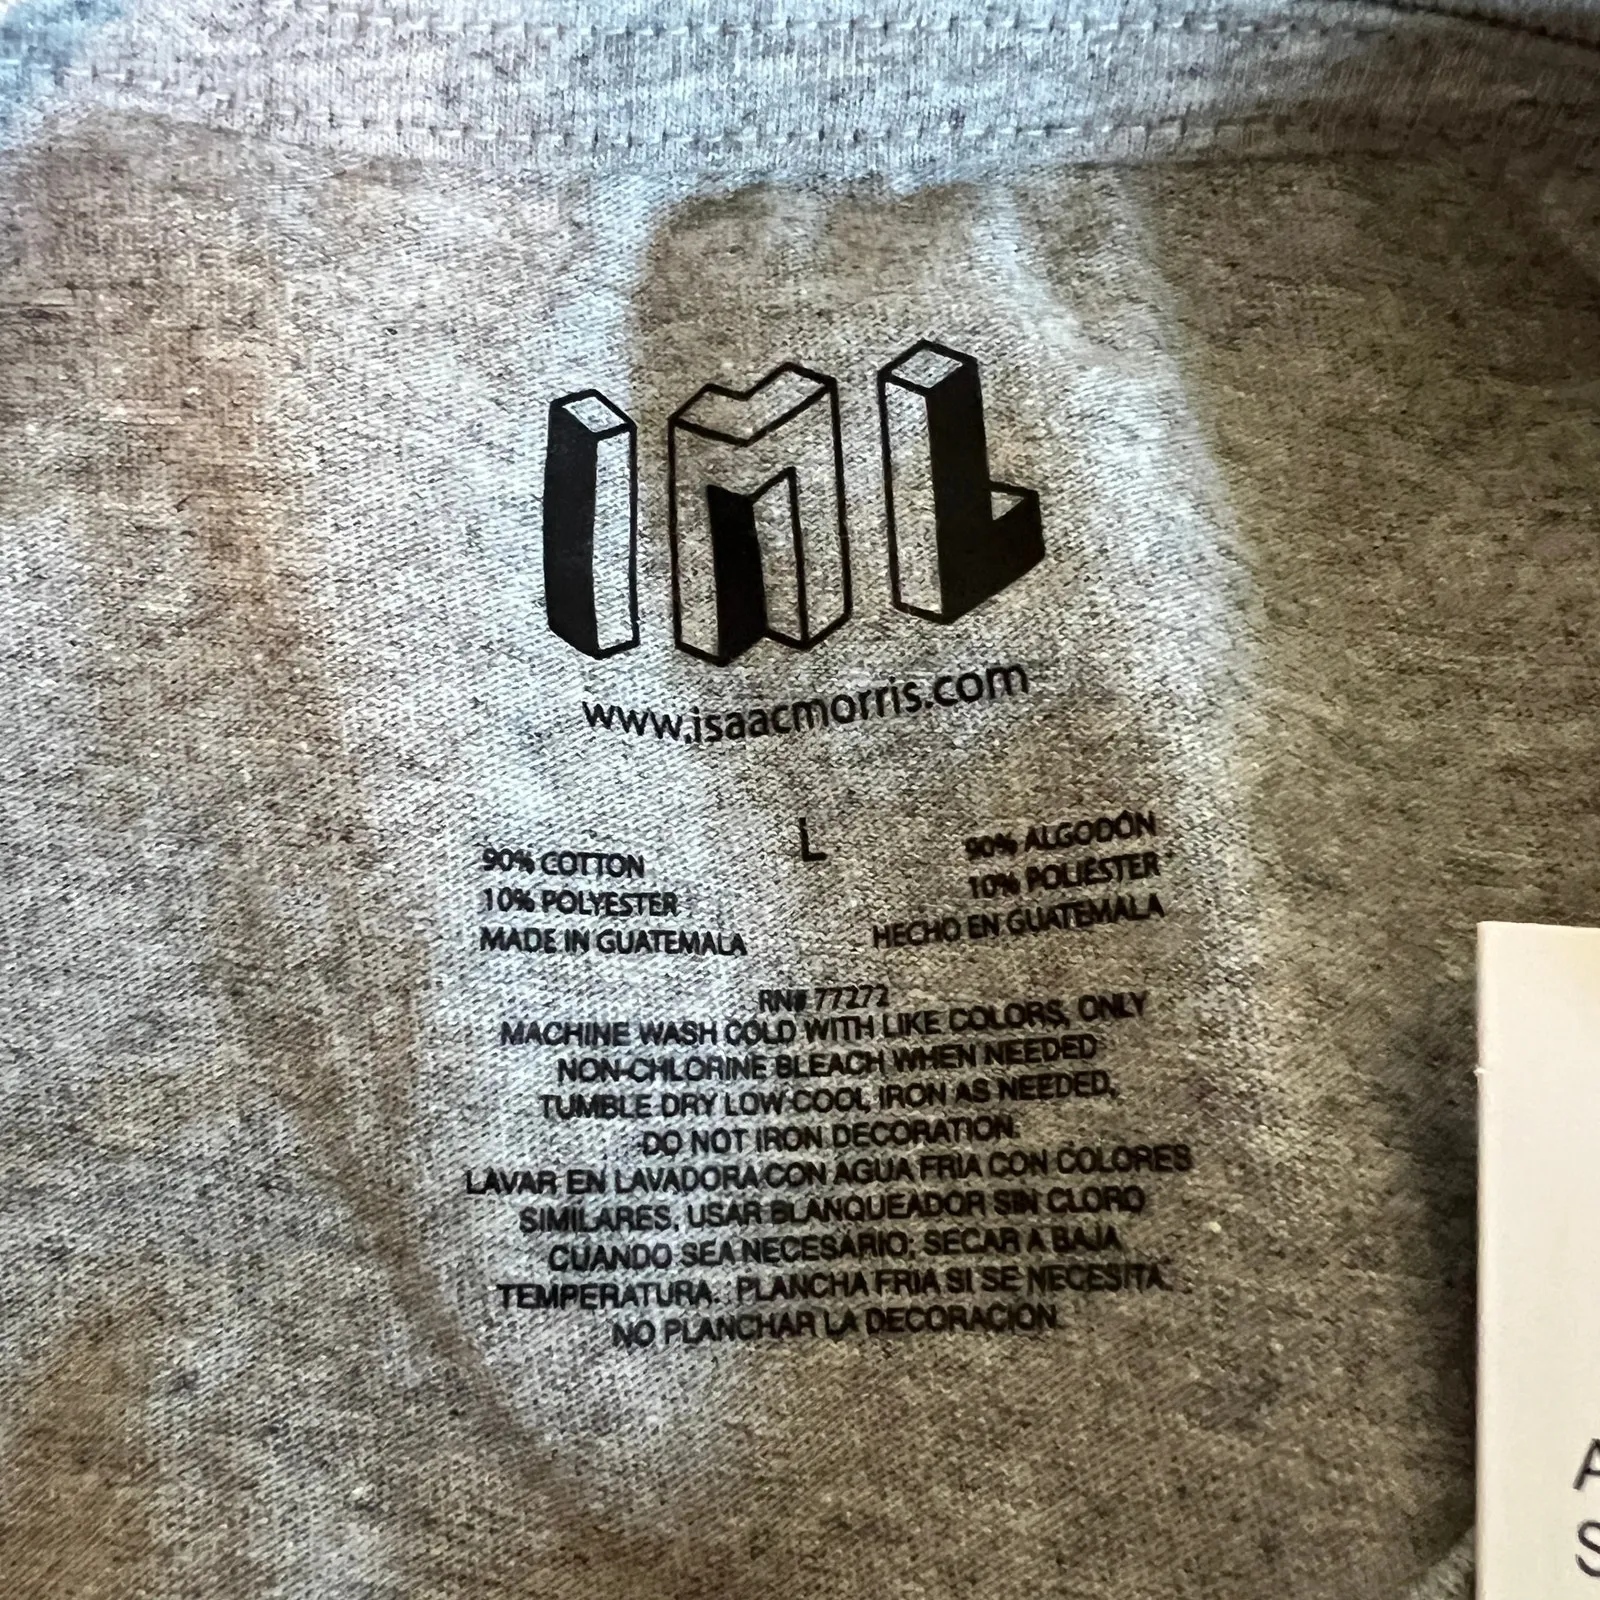 IML
www.isaacmorris.com
L
90% COTTON
10% POLYESTER
MADE IN GUATEMALA
90% ALGODÓN
10% POLIÉSTER
HECHO EN GUATEMALA
RN# 77272
MACHINE WASH COLD WITH LIKE COLORS, ONLY
NON-CHLORINE BLEACH WHEN NEEDED
TUMBLE DRY LOW COOL IRON AS NEEDED,
DO NOT IRON DECORATION.
LAVAR EN LAVADORA CON AGUA FRIA CON COLORES
SIMILARES, USAR BLANQUEADOR SIN CLORO
CUANDO SEA NECESARIO; SECAR A BAJA
TEMPERATURA. PLANCHA FRIA SI SE NECESITA.
NO PLANCHAR LA DECORACION.